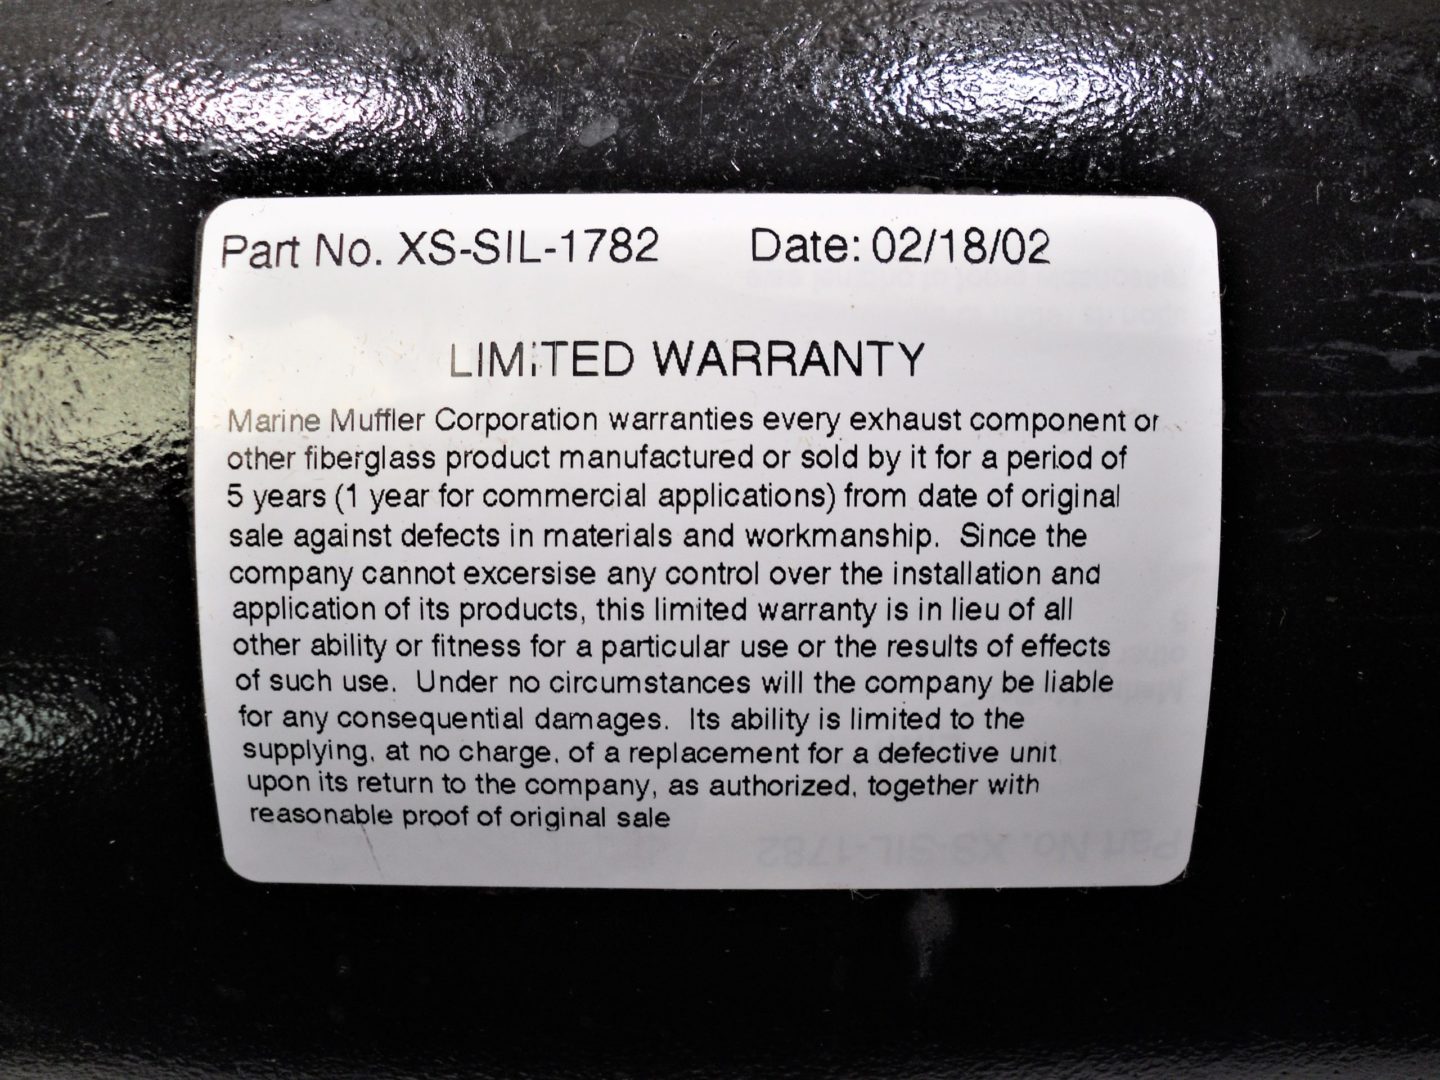 Part No. XS-SIL-1782 Date: 02/18/02
LIMiTED WARRANTY
Marine Muffler Corporation warranties every exhaust component or
other fiberglass product manufactured or sold by it for a period of
5 years (1 year for commercial applications) from date of original
sale against defects in materials and workmanship. Since the
company cannot excersise any control over the installation and
application of its products, this limited warranty is in lieu of all
other ability or fitness for a particular use or the results of effects
of such use. Under no circumstances will the company be liable
for any consequential damages. Its ability is limited to the
supplying, at no charge, of a replacement for a defective unit
upon its return to the company, as authorized, together with
reasonable proof of original sale
Part No. XS-SIL-1782